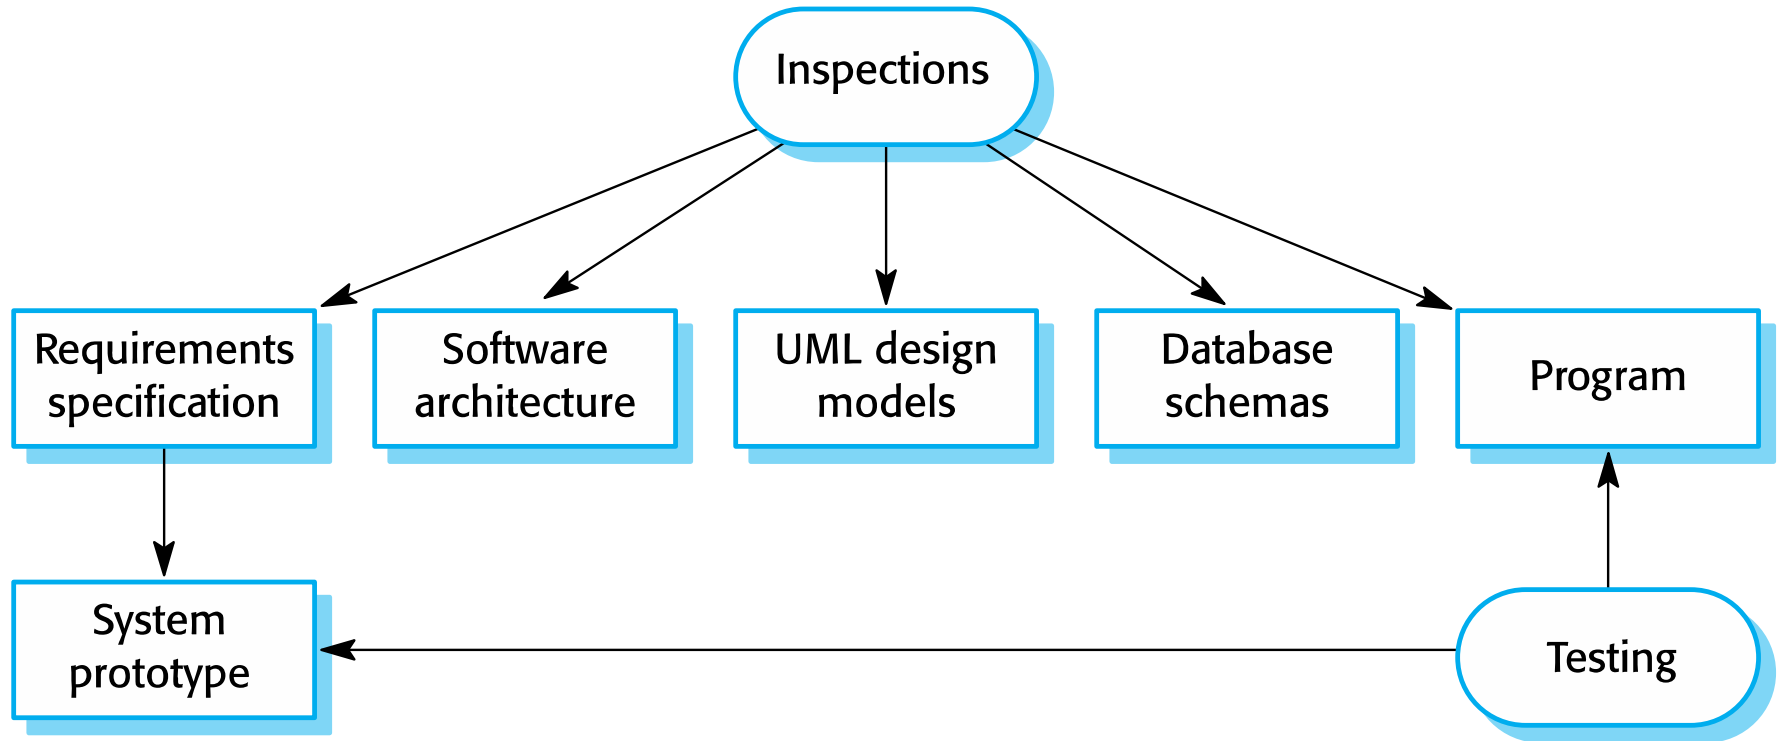 Inspections
Requirements
specification
Software
architecture
UML design
models
Database
schemas
Program
System
prototype
Testing